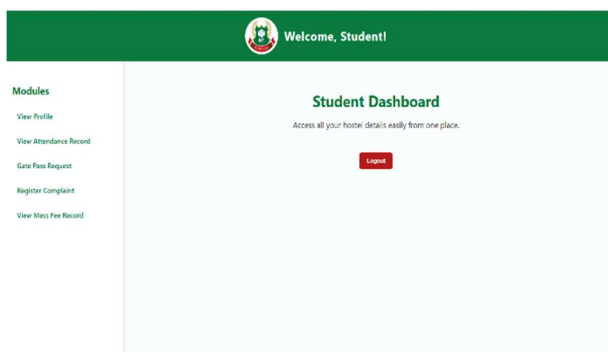 Welcome, Student!
Modules
View Profile
View Attendance Record
Gate Pass Request
Register Complaint
View Mess Fee Record
Student Dashboard
Access all your hostel details easily from one place.
Logout